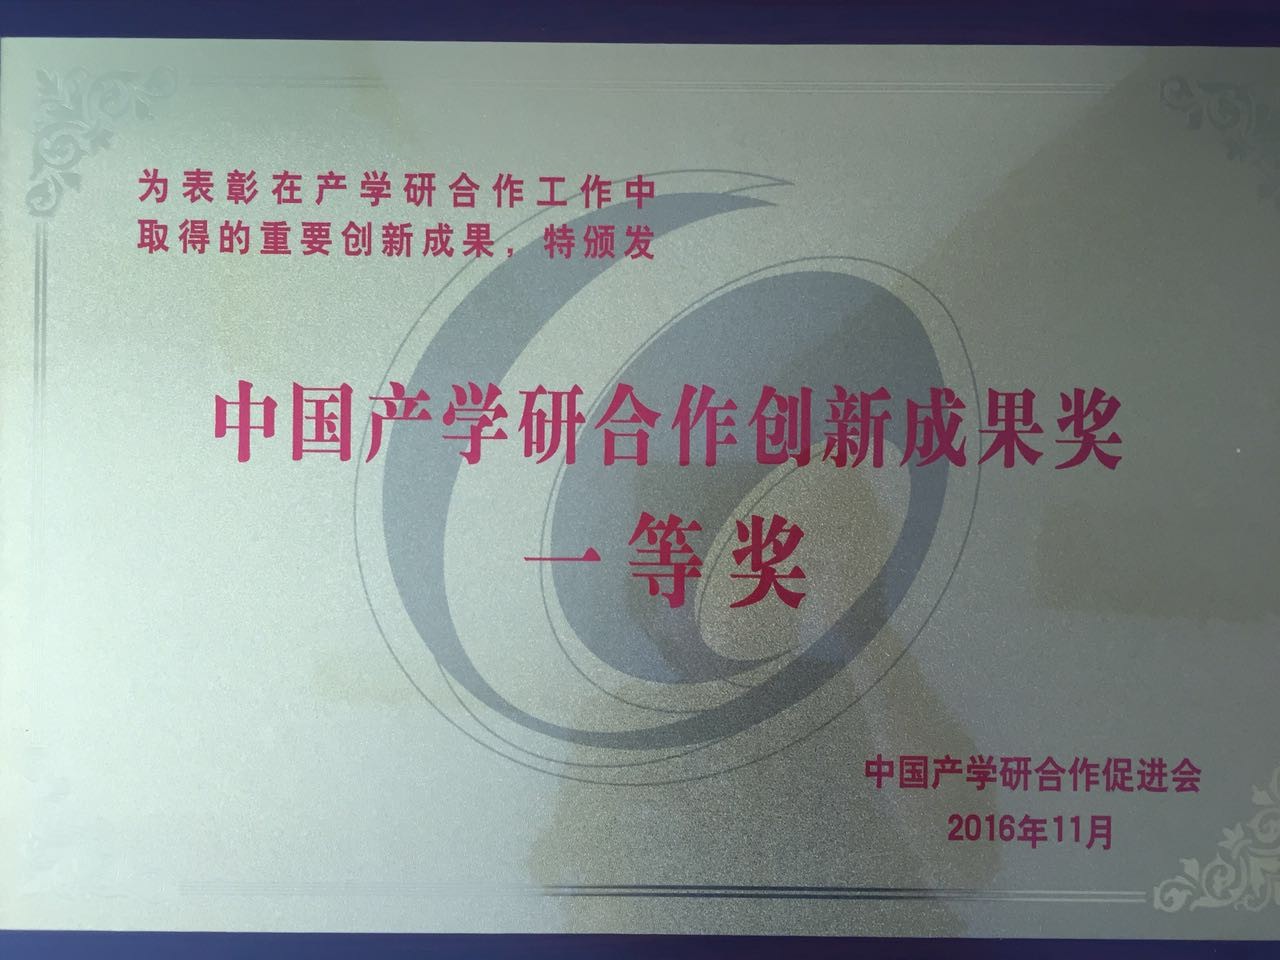 为表彰在产学研合作工作中
取得的重要创新成果，特颁发
中国产学研合作创新成果奖
一等奖
中国产学研合作促进会
2016年11月